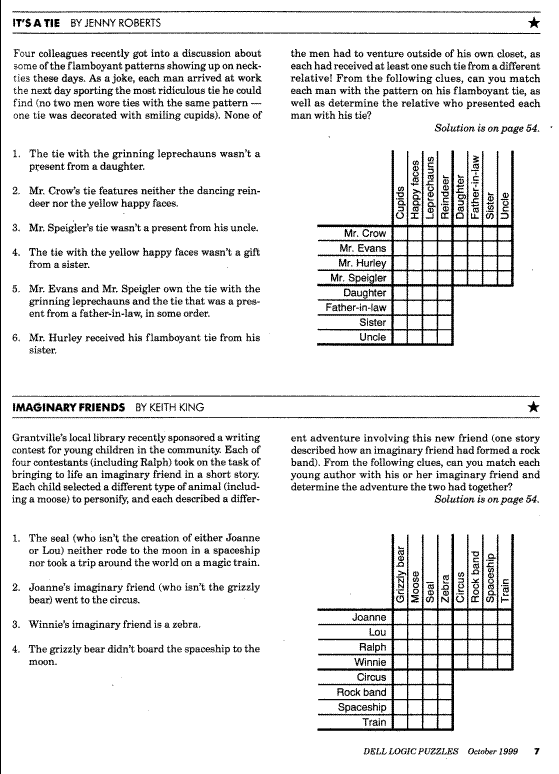 IT'S A TIE BY JENNY ROBERTS
★
Four colleagues recently got into a discussion about
some of the flamboyant patterns showing up on neck-
ties these days. As a joke, each man arrived at work
the next day sporting the most ridiculous tie he could
find (no two men wore ties with the same pattern —
one tie was decorated with smiling cupids). None of
the men had to venture outside of his own closet, as
each had received at least one such tie from a different
relative! From the following clues, can you match
each man with the pattern on his flamboyant tie, as
well as determine the relative who presented each
man with his tie?
Solution is on page 54.
1. The tie with the grinning leprechauns wasn't a
present from a daughter.
2. Mr. Crow's tie features neither the dancing rein-
deer nor the yellow happy faces.
3. Mr. Speigler's tie wasn't a present from his uncle.
4. The tie with the yellow happy faces wasn't a gift
from a sister.
5. Mr. Evans and Mr. Speigler own the tie with the
grinning leprechauns and the tie that was a pres-
ent from a father-in-law, in some order.
6. Mr. Hurley received his flamboyant tie from his
sister.
Cupids
Happy faces
Leprechauns
Reindeer
Daughter
Father-in-law
Sister
Uncle
Mr. Crow
Mr. Evans
Mr. Hurley
Mr. Speigler
Daughter
Father-in-law
Sister
Uncle
IMAGINARY FRIENDS BY KEITH KING
★
Grantville's local library recently sponsored a writing
contest for young children in the community. Each of
four contestants (including Ralph) took on the task of
bringing to life an imaginary friend in a short story.
Each child selected a different type of animal (includ-
ing a moose) to personify, and each described a differ-
ent adventure involving this new friend (one story
described how an imaginary friend had formed a rock
band). From the following clues, can you match each
young author with his or her imaginary friend and
determine the adventure the two had together?
Solution is on page 54.
1. The seal (who isn't the creation of either Joanne
or Lou) neither rode to the moon in a spaceship
nor took a trip around the world on a magic train.
2. Joanne's imaginary friend (who isn't the grizzly
bear) went to the circus.
3. Winnie's imaginary friend is a zebra.
4. The grizzly bear didn't board the spaceship to the
moon.
Grizzly bear
Moose
Seal
Zebra
Circus
Rock band
Spaceship
Train
Joanne
Lou
Ralph
Winnie
Circus
Rock band
Spaceship
Train
DELL LOGIC PUZZLES October 1999 7